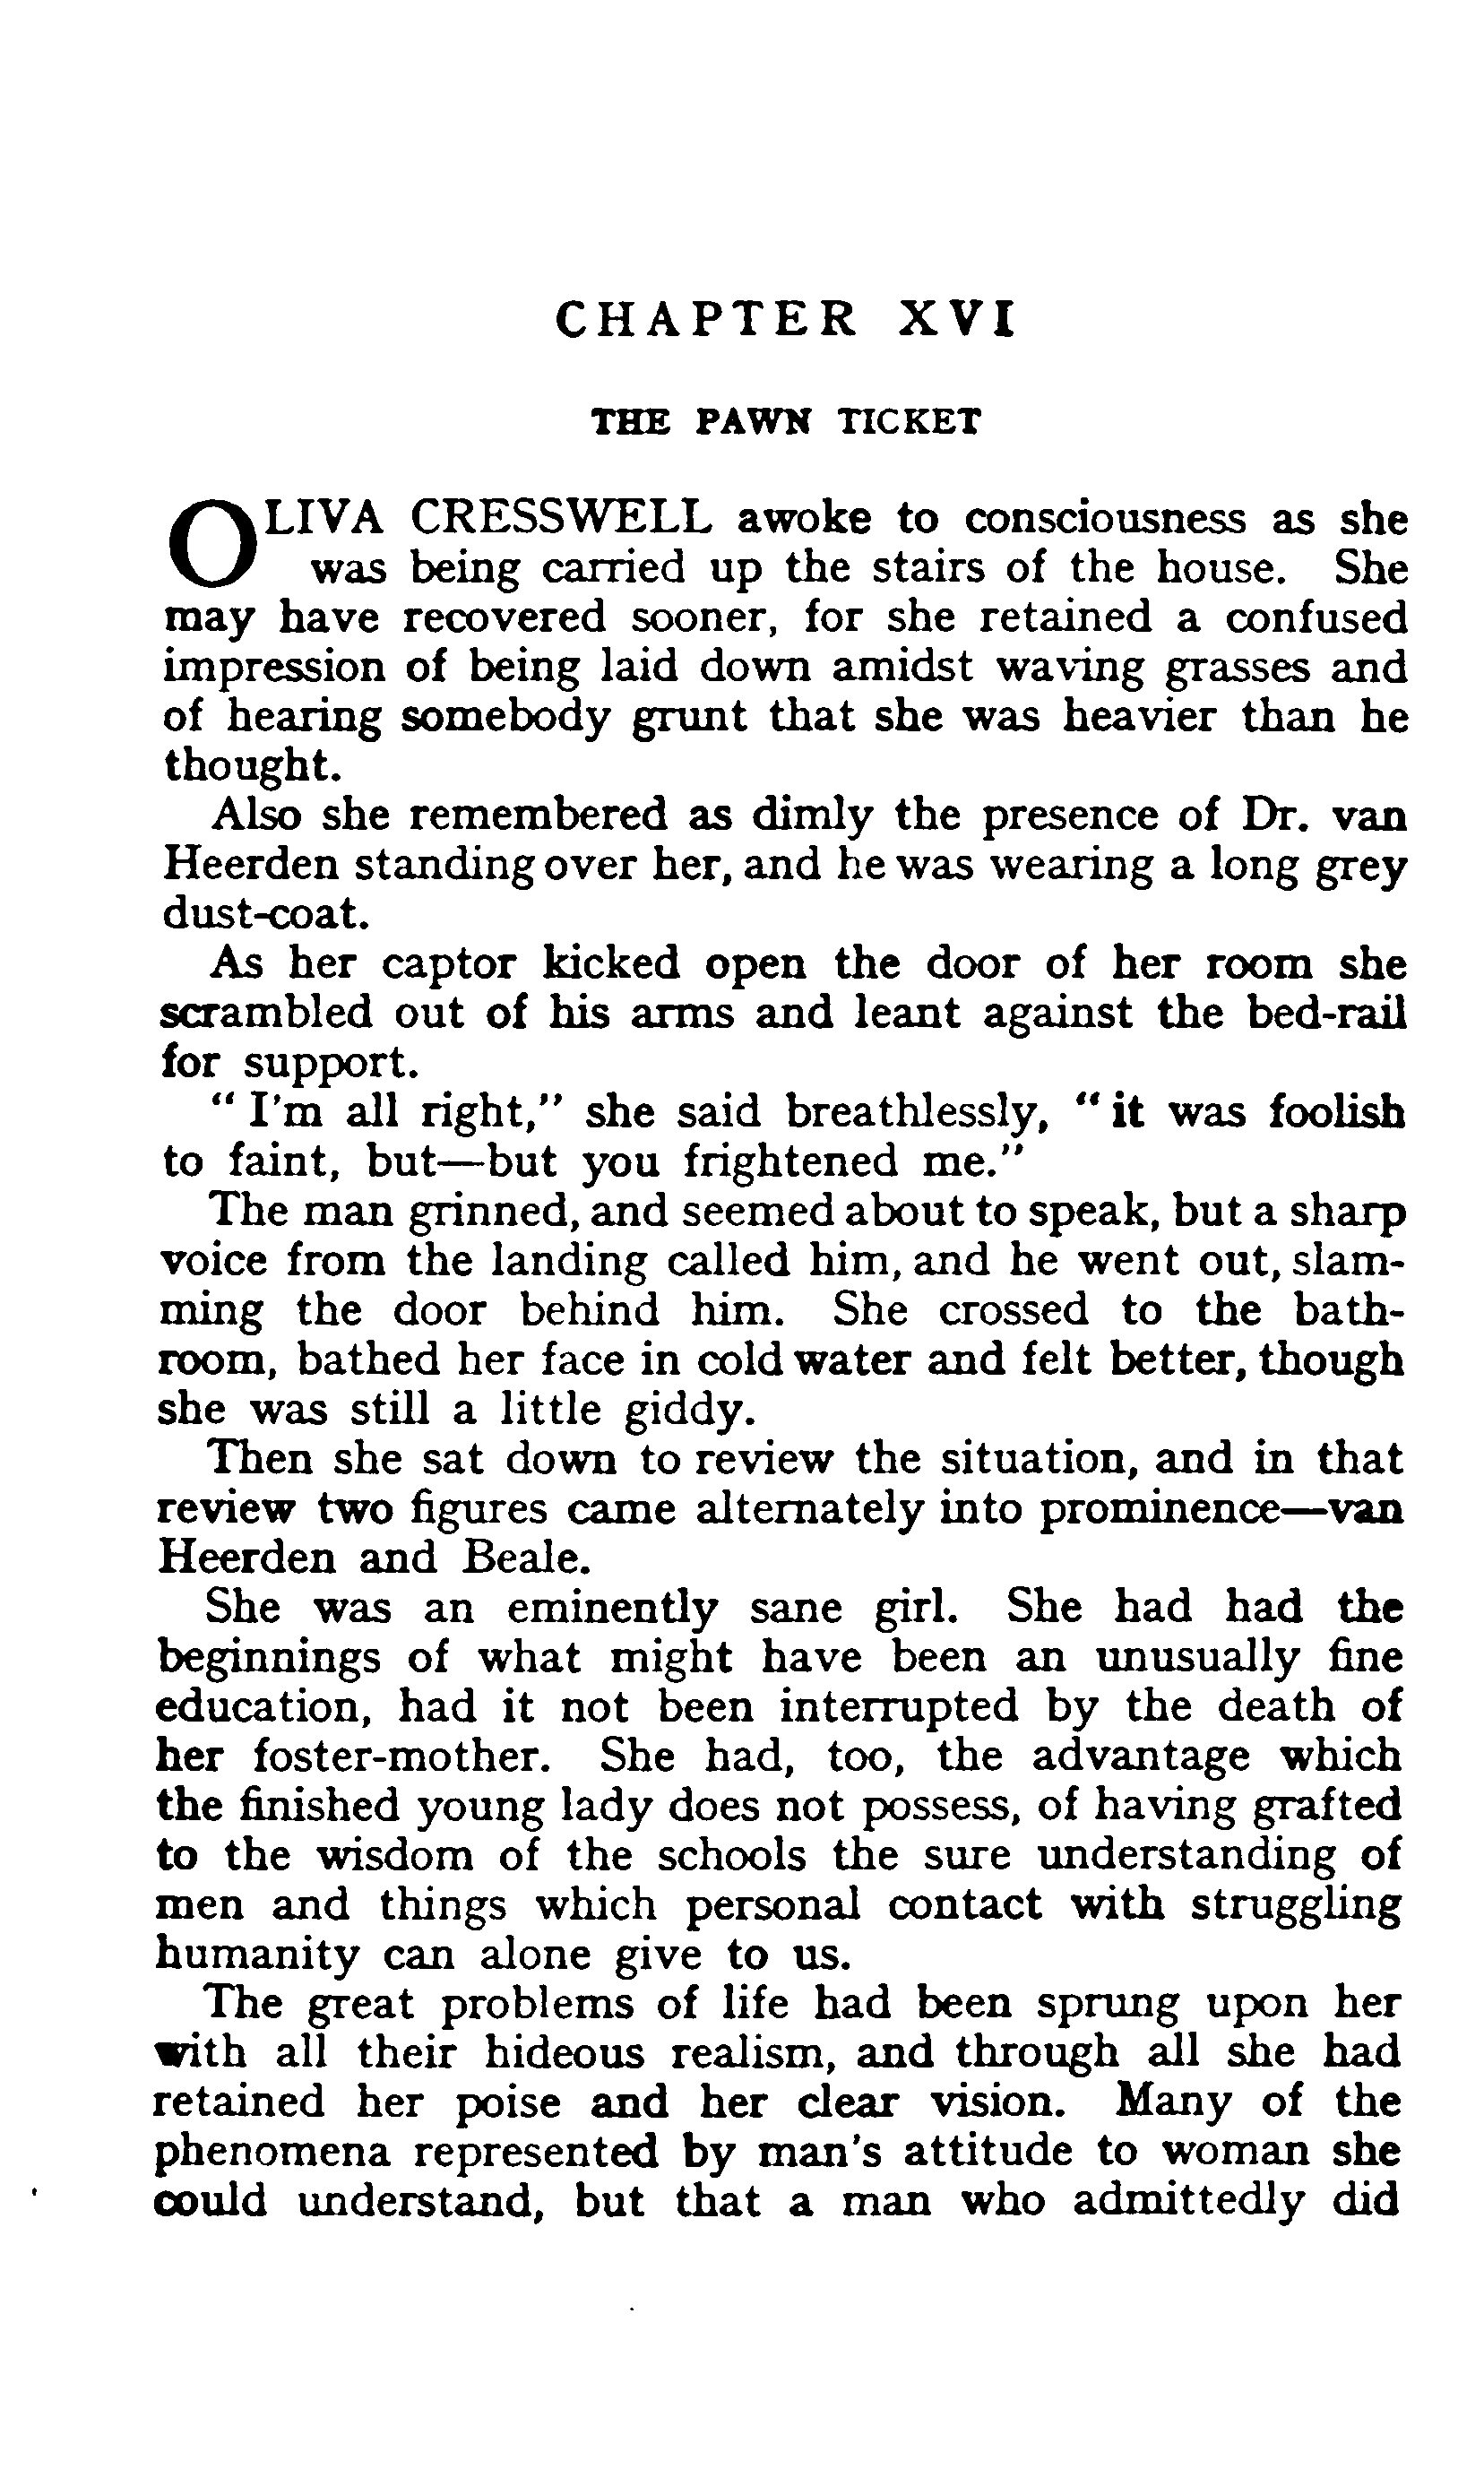 CHAPTER XVI
THE PAWN TICKET
OLIVA CRESSWELL awoke to consciousness as she
was being carried up the stairs of the house. She
may have recovered sooner, for she retained a confused
impression of being laid down amidst waving grasses and
of hearing somebody grunt that she was heavier than he
thought.
Also she remembered as dimly the presence of Dr. van
Heerden standing over her, and he was wearing a long grey
dust-coat.
As her captor kicked open the door of her room she
scrambled out of his arms and leant against the bed-rail
for support.
" I'm all right," she said breathlessly, " it was foolish
to faint, but—but you frightened me."
The man grinned, and seemed about to speak, but a sharp
voice from the landing called him, and he went out, slam-
ming the door behind him. She crossed to the bath-
room, bathed her face in cold water and felt better, though
she was still a little giddy.
Then she sat down to review the situation, and in that
review two figures came alternately into prominence—van
Heerden and Beale.
She was an eminently sane girl. She had had the
beginnings of what might have been an unusually fine
education, had it not been interrupted by the death of
her foster-mother. She had, too, the advantage which
the finished young lady does not possess, of having grafted
to the wisdom of the schools the sure understanding of
men and things which personal contact with struggling
humanity can alone give to us.
The great problems of life had been sprung upon her
with all their hideous realism, and through all she had
retained her poise and her clear vision. Many of the
phenomena represented by man's attitude to woman she
could understand, but that a man who admittedly did